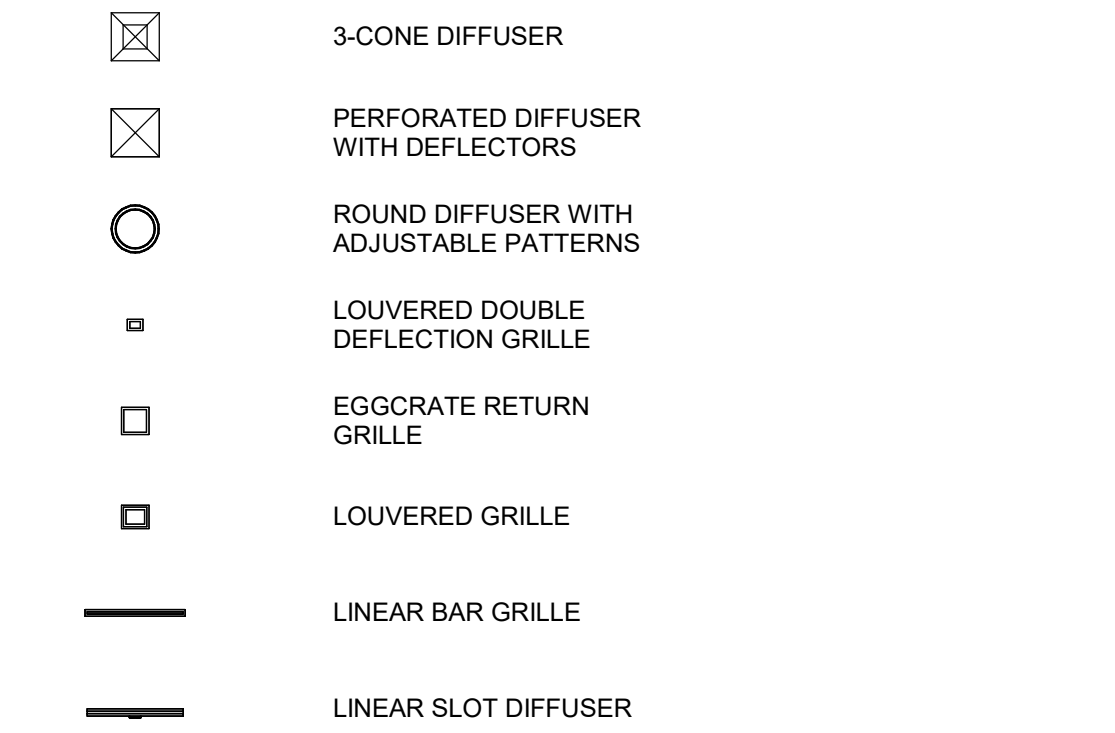 3-CONE DIFFUSER
PERFORATED DIFFUSER
WITH DEFLECTORS
ROUND DIFFUSER WITH
ADJUSTABLE PATTERNS
LOUVERED DOUBLE
DEFLECTION GRILLE
EGGCRATE RETURN
GRILLE
LOUVERED GRILLE
LINEAR BAR GRILLE
LINEAR SLOT DIFFUSER